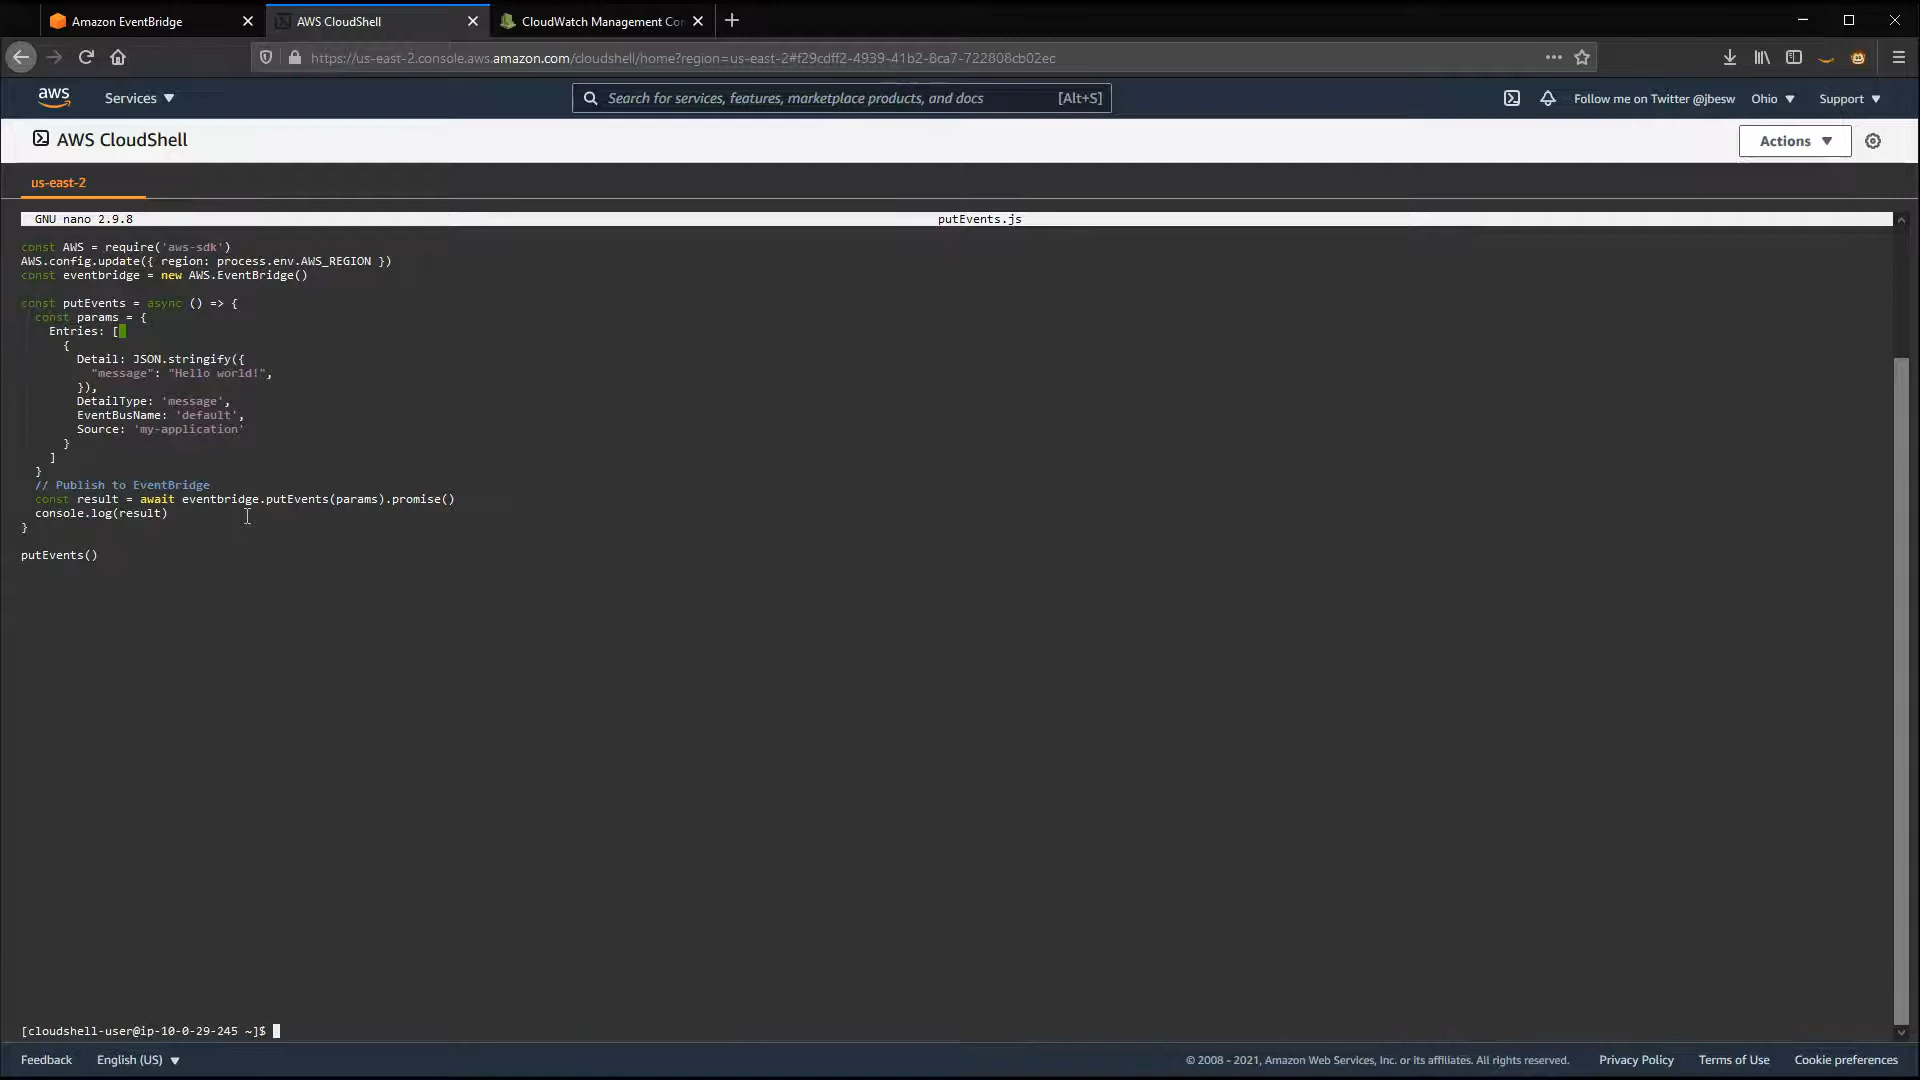 Amazon EventBridge
AWS CloudShell
CloudWatch Management Con
https://us-east-2.console.aws.amazon.com/cloudshell/home?region=us-east-2#f29cdff2-4939-41b2-8ca7-722808cb02ec
aws
Services
Search for services, features, marketplace products, and docs
[Alt+S]
Follow me on Twitter @jbesw
Ohio
Support
AWS CloudShell
Actions
us-east-2
GNU nano 2.9.8
putEvents.js
const AWS = require('aws-sdk')
AWS.config.update({ region: process.env.AWS_REGION })
const eventbridge = new AWS.EventBridge()
const putEvents = async () => {
const params = {
Entries: [
{
Detail: JSON.stringify({
"message": "Hello world!",
}),
DetailType: 'message',
EventBusName: 'default',
Source: 'my-application'
}
]
}
// Publish to EventBridge
const result = await eventbridge.putEvents(params).promise()
console.log(result)
}
putEvents()
[cloudshell-user@ip-10-0-29-245 ~]$
Feedback
English (US)
© 2008 - 2021, Amazon Web Services, Inc. or its affiliates. All rights reserved.
Privacy Policy
Terms of Use
Cookie preferences